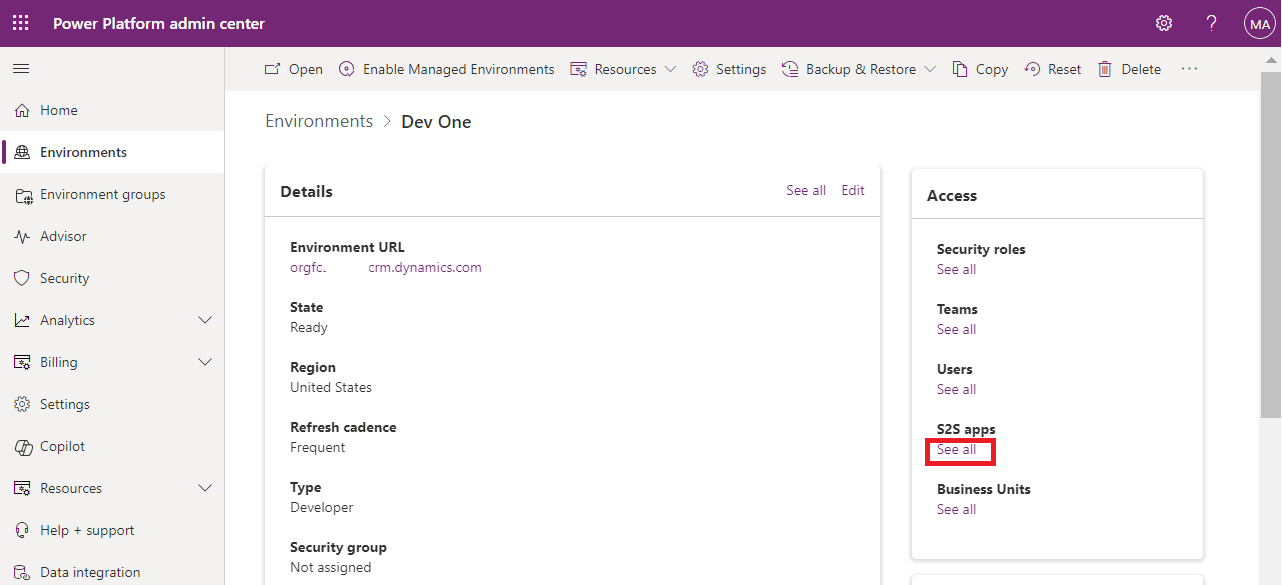 Power Platform admin center
?
MA
Open
Enable Managed Environments
Resources
Settings
Backup & Restore
Copy
Reset
Delete
...
Home
Environments
Environment groups
Advisor
Security
Analytics
Billing
Settings
Copilot
Resources
Help + support
Data integration
Environments > Dev One
Details
See all
Edit
Environment URL
orgfc. crm.dynamics.com
State
Ready
Region
United States
Refresh cadence
Frequent
Type
Developer
Security group
Not assigned
Access
Security roles
See all
Teams
See all
Users
See all
S2S apps
See all
Business Units
See all